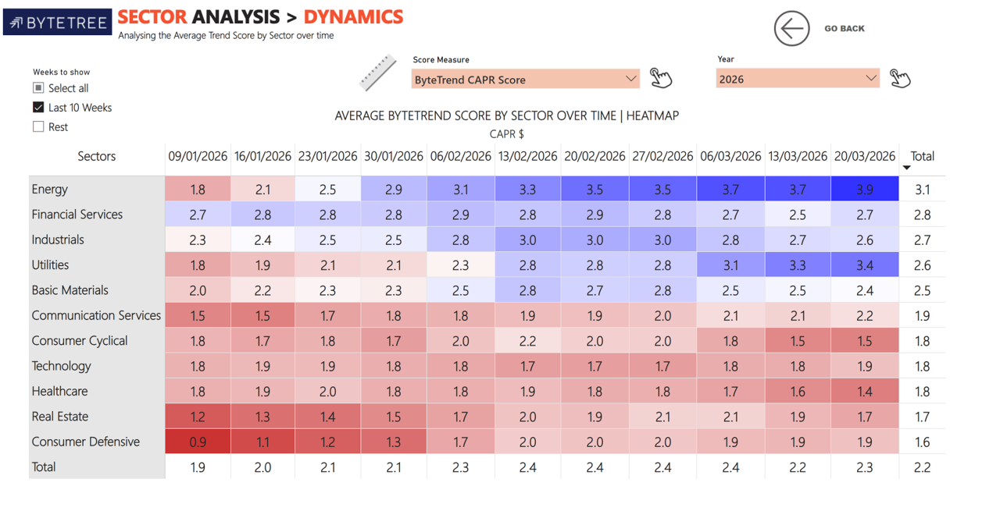 BYTETREE
SECTOR ANALYSIS > DYNAMICS
Analysing the Average Trend Score by Sector over time
GO BACK
Weeks to show
Select all
Last 10 Weeks
Rest
Score Measure
ByteTrend CAPR Score
Year
2026
AVERAGE BYTETREND SCORE BY SECTOR OVER TIME | HEATMAP
CAPR $
Sectors 09/01/2026 16/01/2026 23/01/2026 30/01/2026 06/02/2026 13/02/2026 20/02/2026 27/02/2026 06/03/2026 13/03/2026 20/03/2026 Total
Energy 1.8 2.1 2.5 2.9 3.1 3.3 3.5 3.5 3.7 3.7 3.9 3.1
Financial Services 2.7 2.8 2.8 2.8 2.9 2.8 2.9 2.8 2.7 2.5 2.7 2.8
Industrials 2.3 2.4 2.5 2.5 2.8 3.0 3.0 3.0 2.8 2.7 2.6 2.7
Utilities 1.8 1.9 2.1 2.1 2.3 2.8 2.8 2.8 3.1 3.3 3.4 2.6
Basic Materials 2.0 2.2 2.3 2.3 2.5 2.8 2.7 2.8 2.5 2.5 2.4 2.5
Communication Services 1.5 1.5 1.7 1.8 1.8 1.9 1.9 2.0 2.1 2.1 2.2 1.9
Consumer Cyclical 1.8 1.7 1.8 1.7 2.0 2.2 2.0 2.0 1.8 1.5 1.5 1.8
Technology 1.8 1.9 1.9 1.8 1.8 1.7 1.7 1.7 1.8 1.8 1.9 1.8
Healthcare 1.8 1.9 2.0 1.8 1.8 1.9 1.8 1.8 1.7 1.6 1.4 1.8
Real Estate 1.2 1.3 1.4 1.5 1.7 2.0 1.9 2.1 2.1 1.9 1.7 1.7
Consumer Defensive 0.9 1.1 1.2 1.3 1.7 2.0 2.0 2.0 1.9 1.9 1.9 1.6
Total 1.9 2.0 2.1 2.1 2.3 2.4 2.4 2.4 2.4 2.2 2.3 2.2